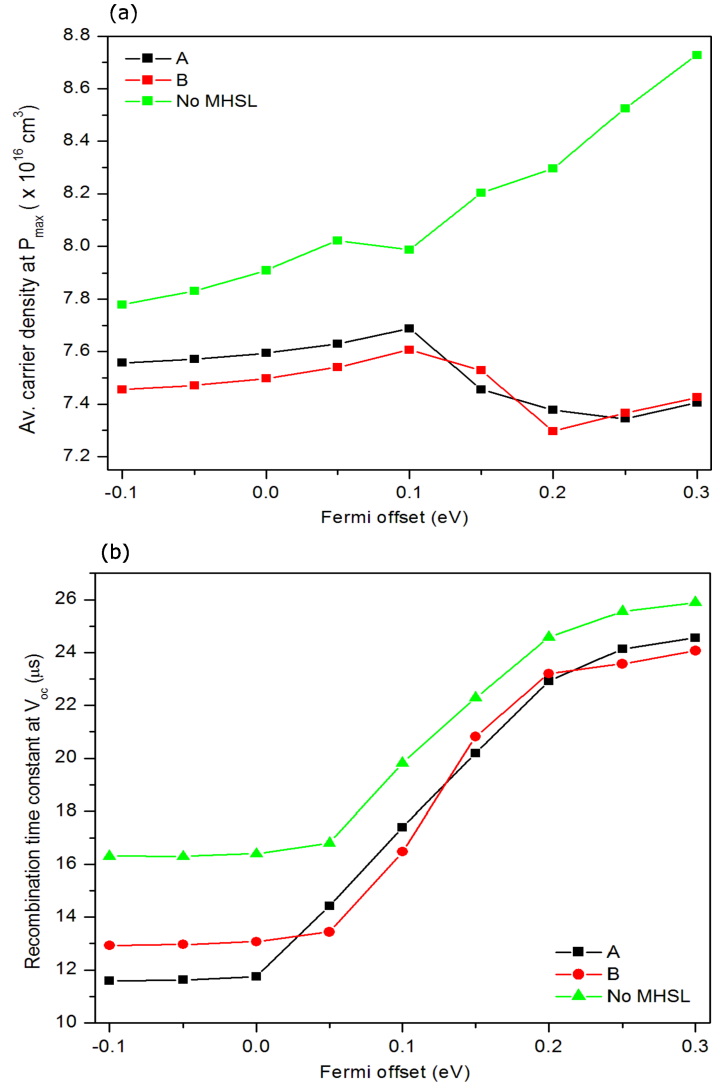 (a)
A
B
No MHSL
Av. carrier density at Pmax ( x 10^16 cm^3)
8.8
8.6
8.4
8.2
8.0
7.8
7.6
7.4
7.2
-0.1 0.0 0.1 0.2 0.3
Fermi offset (eV)
(b)
Recombination time constant at Voc (μs)
26
24
22
20
18
16
13
12
10
A
B
No MHSL
-0.1 0.0 0.1 0.2 0.3
Fermi offset (eV)